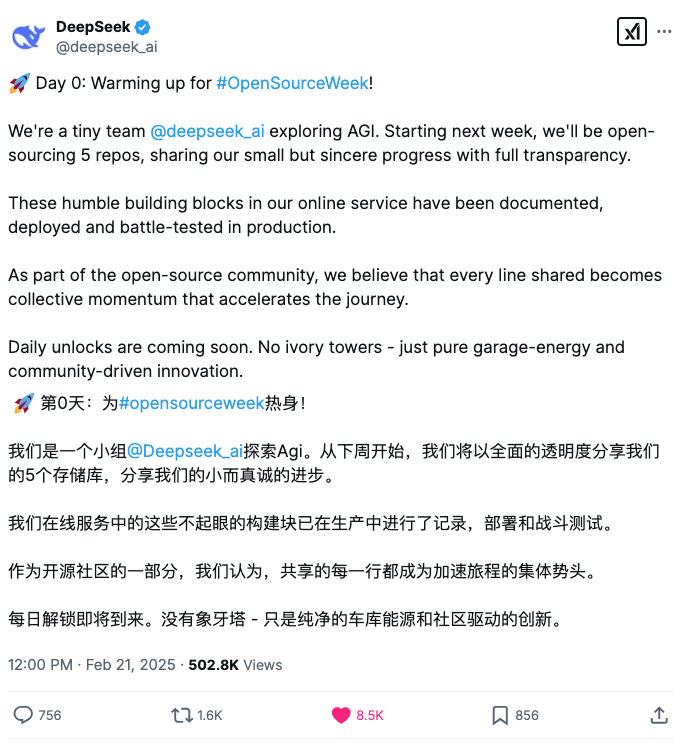 DeepSeek
@deepseek_ai
🚀 Day 0: Warming up for #OpenSourceWeek!
We're a tiny team @deepseek_ai exploring AGI. Starting next week, we'll be open-
sourcing 5 repos, sharing our small but sincere progress with full transparency.
These humble building blocks in our online service have been documented,
deployed and battle-tested in production.
As part of the open-source community, we believe that every line shared becomes
collective momentum that accelerates the journey.
Daily unlocks are coming soon. No ivory towers - just pure garage-energy and
community-driven innovation.
🚀 第0天：为#opensourceweek热身！
我们是一个小组@Deepseek_ai探索Agi。从下周开始，我们将以全面的透明度分享我们
的5个存储库，分享我们的小而真诚的进步。
我们在线服务中的这些不起眼的构建块已在生产中进行了记录，部署和战斗测试。
作为开源社区的一部分，我们认为，共享的每一行都成为加速旅程的集体势头。
每日解锁即将到来。没有象牙塔 - 只是纯净的车库能源和社区驱动的创新。
12:00 PM · Feb 21, 2025 · 502.8K Views
756 1.6K 8.5K 856